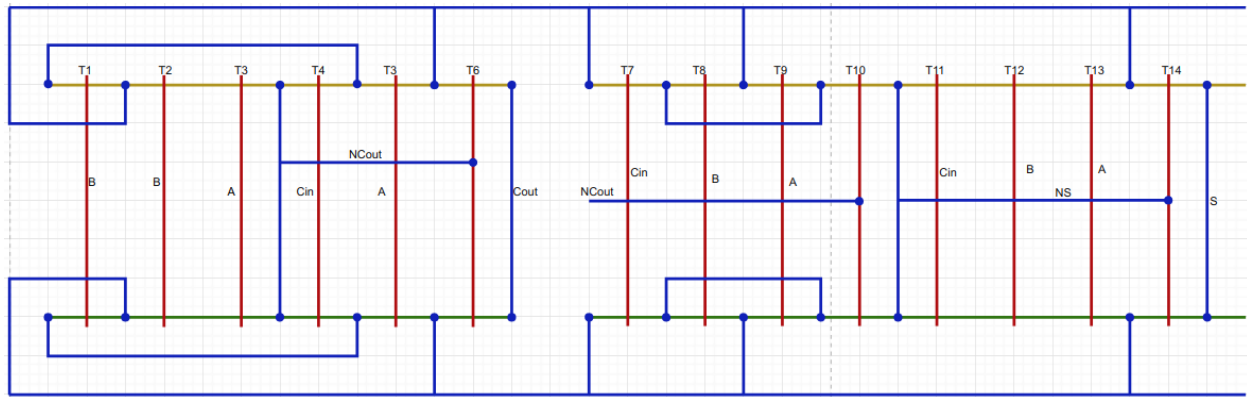 T1 T2 T3 T4 T3 T6 T7 T8 T9 T10 T11 T12 T13 T14
NCout
Cin B A Cin B A
B B A Cin A Cout NCout NS S